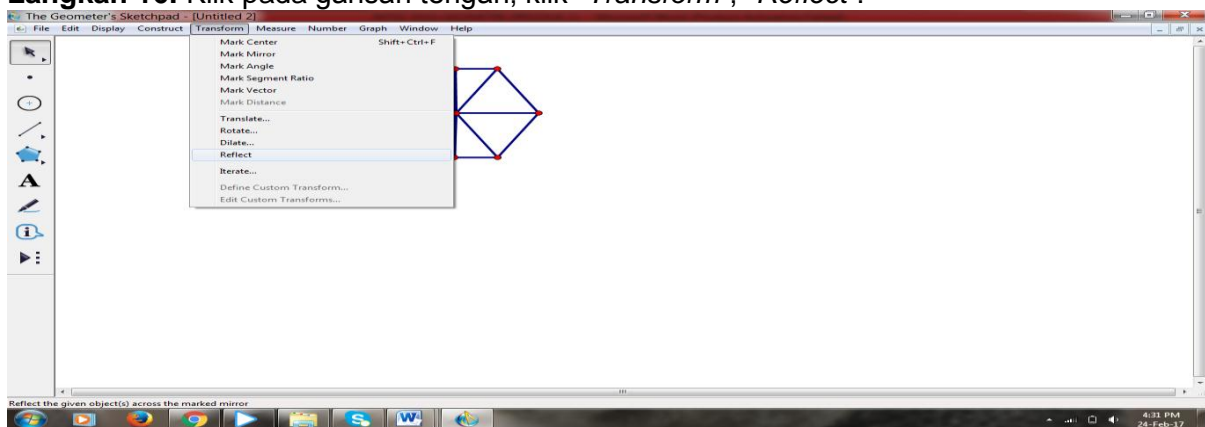 Langkah 10: Klik pada garisan tengah, klik "Transform", "Reflect".
The Geometer's Sketchpad - [Untitled 2]
File Edit Display Construct Transform Measure Number Graph Window Help
Mark Center Shift+Ctrl+F
Mark Mirror
Mark Angle
Mark Segment Ratio
Mark Vector
Mark Distance
Translate...
Rotate...
Dilate...
Reflect
Iterate...
Define Custom Transform...
Edit Custom Transforms...
A
Reflect the given object(s) across the marked mirror
4:31 PM
24-Feb-17